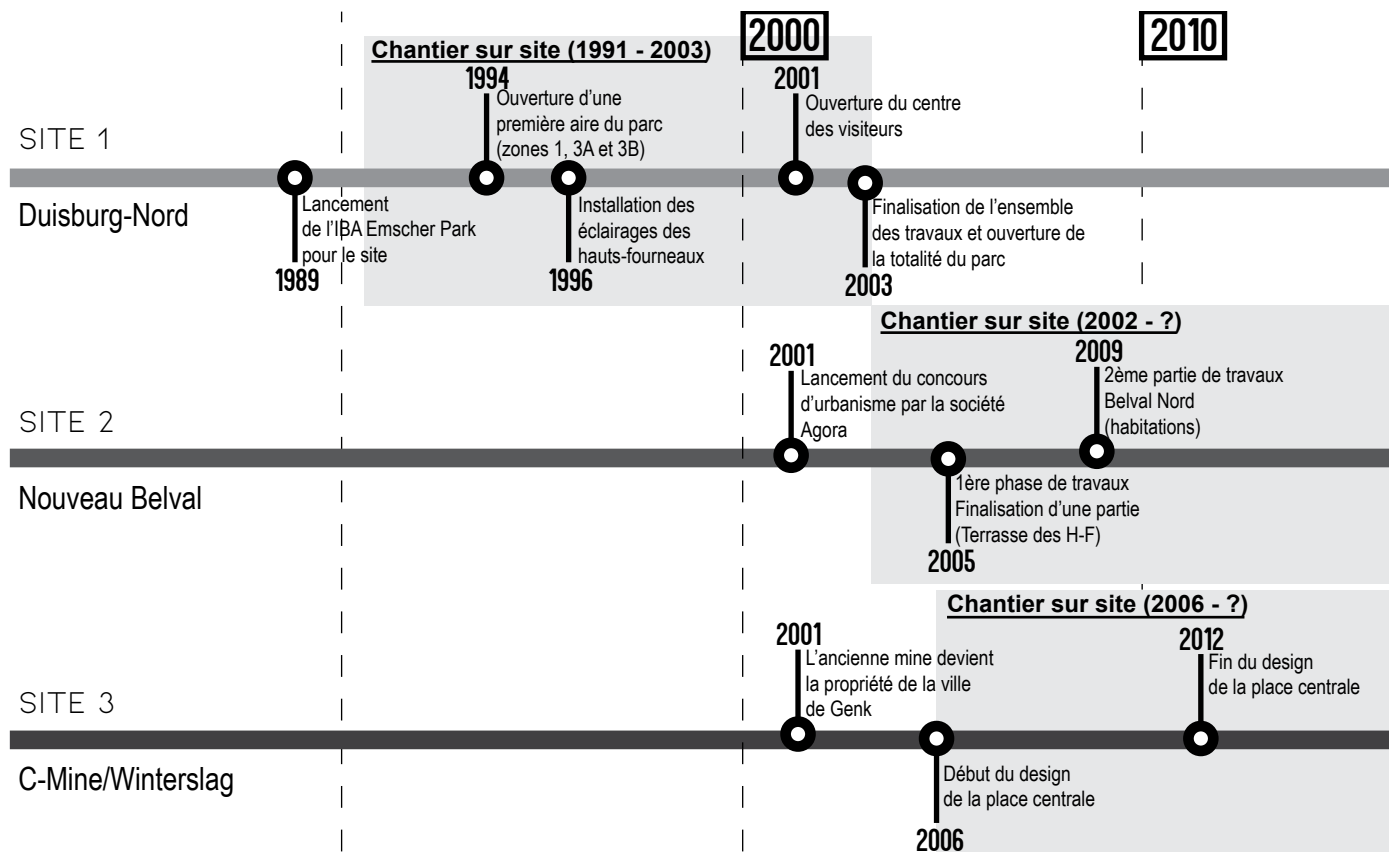 2000
2010
Chantier sur site (1991 - 2003)
1994
Ouverture d’une
première aire du parc
(zones 1, 3A et 3B)
2001
Ouverture du centre
des visiteurs
SITE 1
Duisburg-Nord
Lancement
de l’IBA Emscher Park
pour le site
1989
Installation des
éclairages des
hauts-fourneaux
1996
Finalisation de l’ensemble
des travaux et ouverture de
la totalité du parc
2003
Chantier sur site (2002 - ?)
2001
Lancement du concours
d’urbanisme par la société
Agora
2009
2ème partie de travaux
Belval Nord
(habitations)
SITE 2
Nouveau Belval
1ère phase de travaux
Finalisation d’une partie
(Terrasse des H-F)
2005
Chantier sur site (2006 - ?)
2001
L’ancienne mine devient
la propriété de la ville
de Genk
2012
Fin du design
de la place centrale
SITE 3
C-Mine/Winterslag
Début du design
de la place centrale
2006